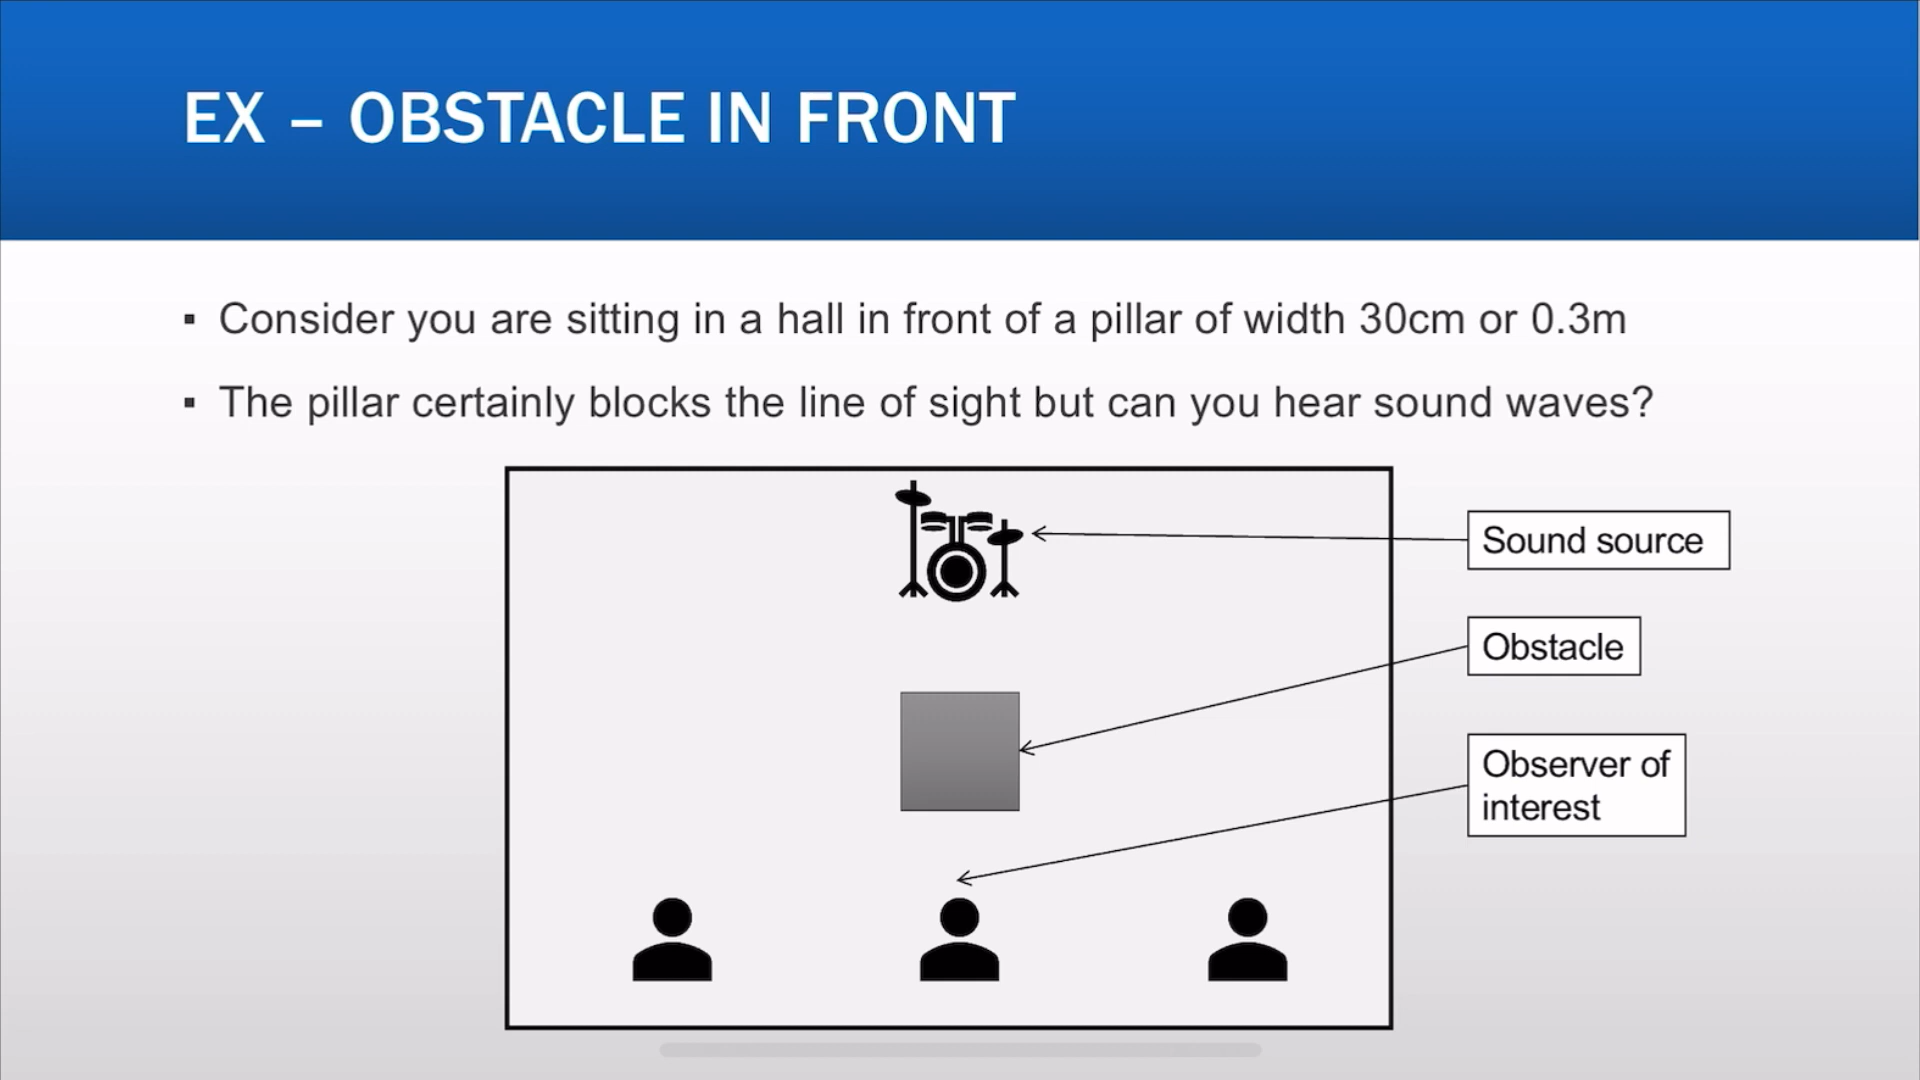 EX – OBSTACLE IN FRONT
▪ Consider you are sitting in a hall in front of a pillar of width 30cm or 0.3m
▪ The pillar certainly blocks the line of sight but can you hear sound waves?
Sound source
Obstacle
Observer of
interest